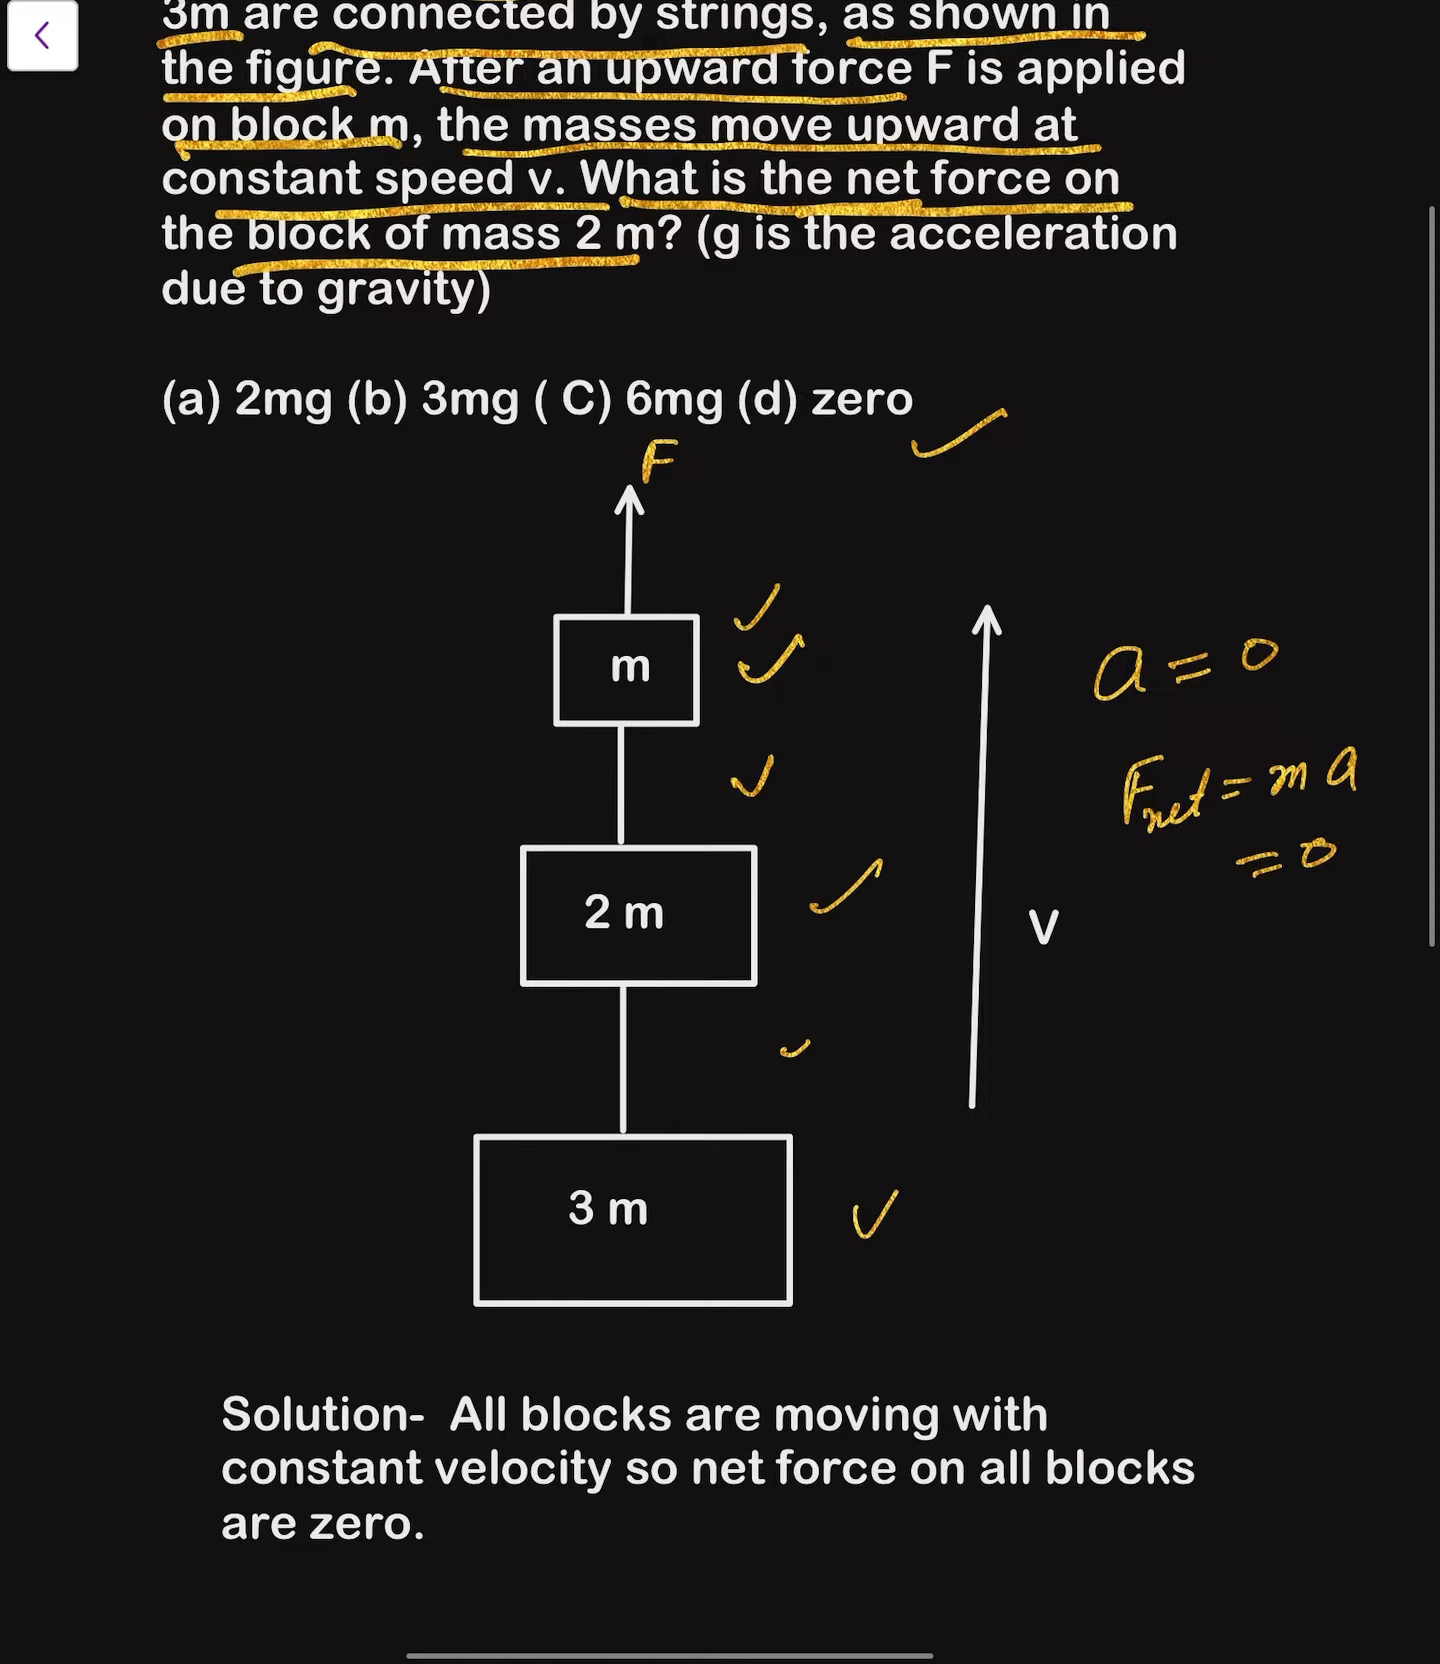 3m are connected by strings, as shown in
the figure. After an upward force F is applied
on block m, the masses move upward at
constant speed v. What is the net force on
the block of mass 2 m? (g is the acceleration
due to gravity)
(a) 2mg (b) 3mg ( C) 6mg (d) zero
F
m
a = 0
Fnet = m a
= 0
2 m
v
3 m
Solution-  All blocks are moving with
constant velocity so net force on all blocks
are zero.